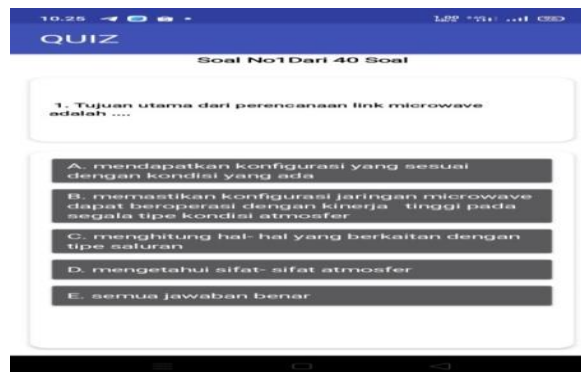 10.25
QUIZ
Soal No1Dari 40 Soal
1. Tujuan utama dari perencanaan link microwave
adalah ....
A. mendapatkan konfigurasi yang sesuai
dengan kondisi yang ada
B. memastikan konfigurasi jaringan microwave
dapat beroperasi dengan kinerja tinggi pada
segala tipe kondisi atmosfer
C. menghitung hal- hal yang berkaitan dengan
tipe saluran
D. mengetahui sifat- sifat atmosfer
E. semua jawaban benar